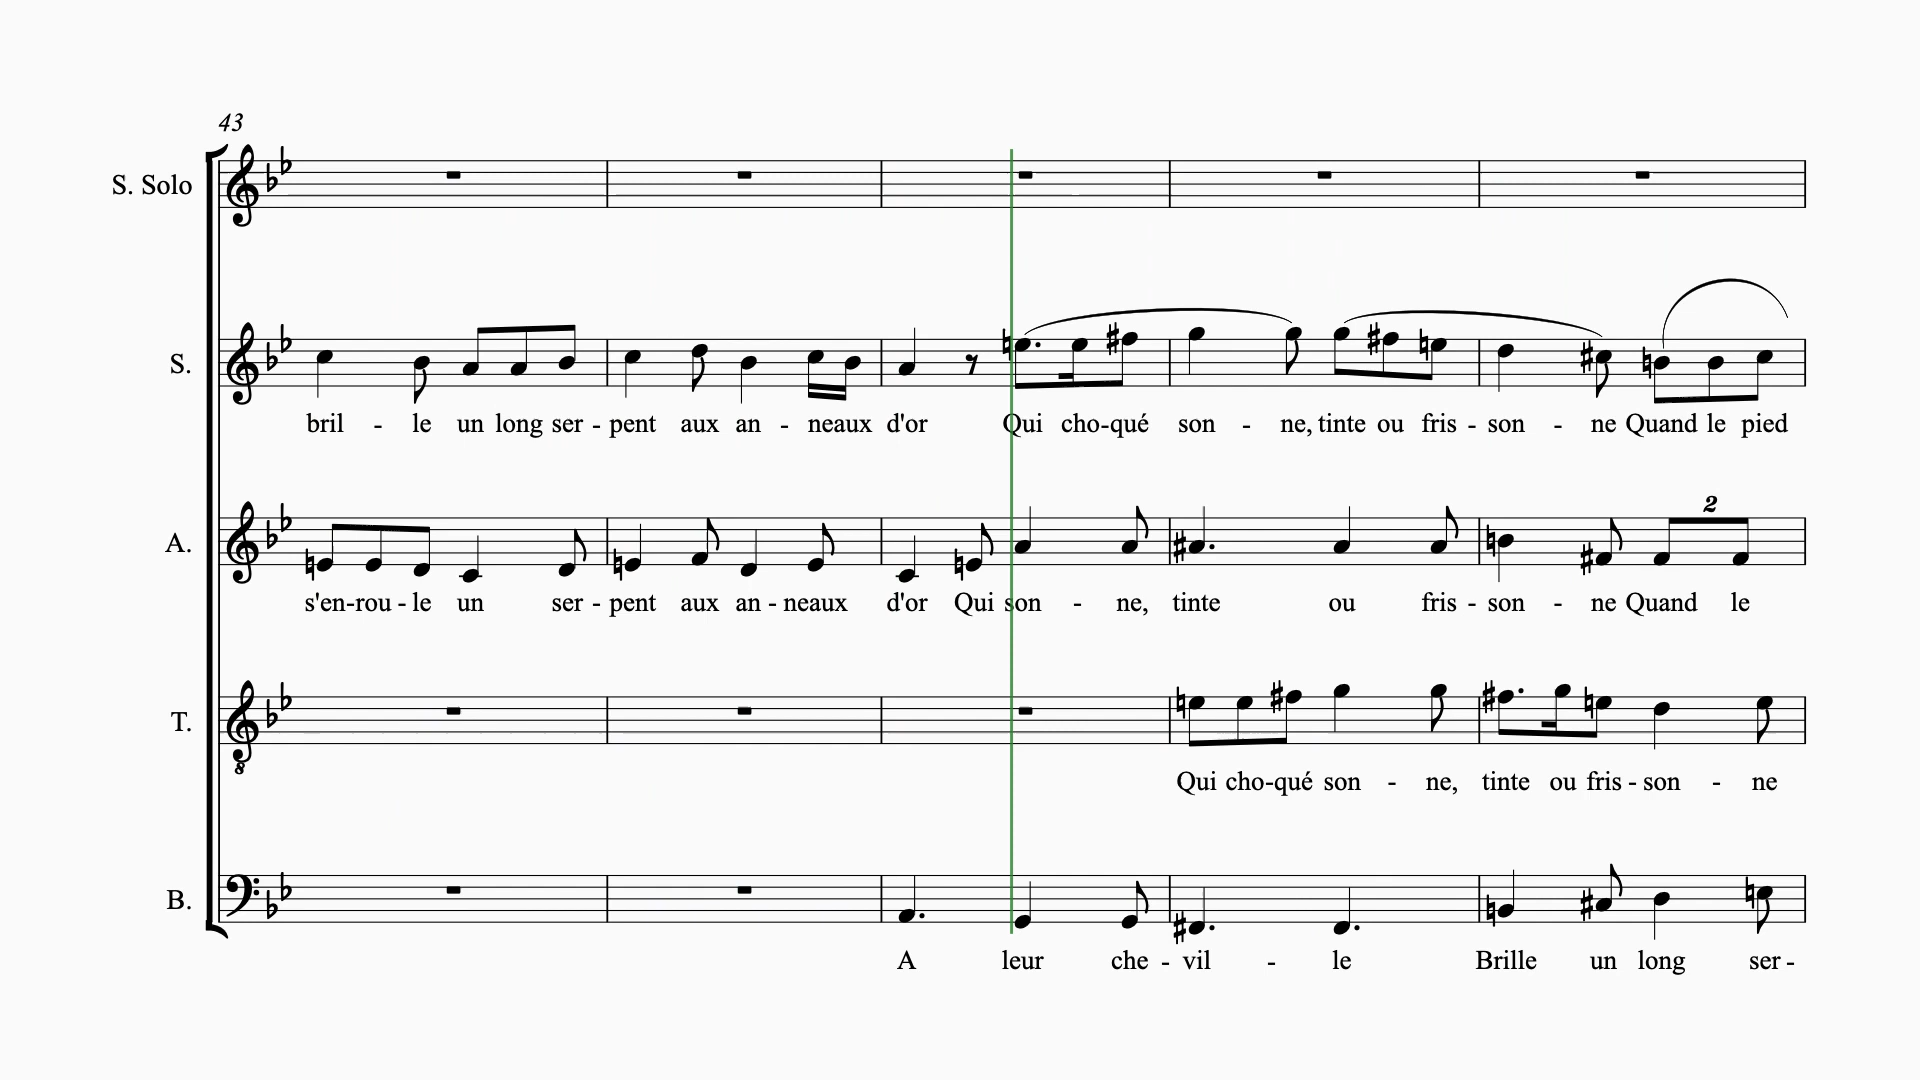 43
S. Solo
S.
bril - le un long ser - pent aux an - neaux d'or Qui cho-qué son - ne, tinte ou fris - son - ne Quand le pied
2
A.
s'en-rou - le un ser - pent aux an - neaux d'or Qui son - ne, tinte ou fris - son - ne Quand le
T.
8
Qui cho-qué son - ne, tinte ou fris - son - ne
B.
A leur che - vil - le Brille un long ser -